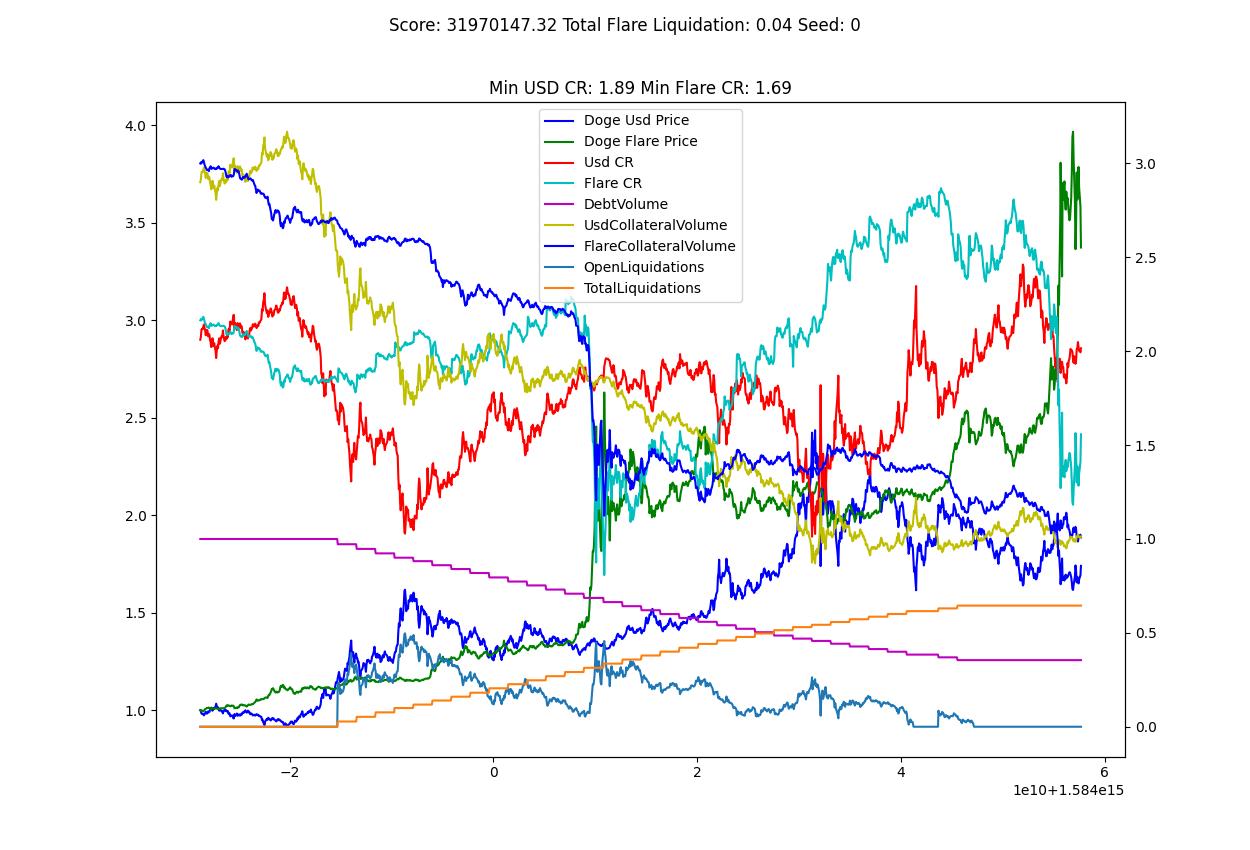 Score: 31970147.32 Total Flare Liquidation: 0.04 Seed: 0
Min USD CR: 1.89 Min Flare CR: 1.69
Doge Usd Price
Doge Flare Price
Usd CR
Flare CR
DebtVolume
UsdCollateralVolume
FlareCollateralVolume
OpenLiquidations
TotalLiquidations
4.0
3.5
3.0
2.5
2.0
1.5
1.0
3.0
2.5
2.0
1.5
1.0
0.5
0.0
−2 0 2 4 6
1e10+1.584e15